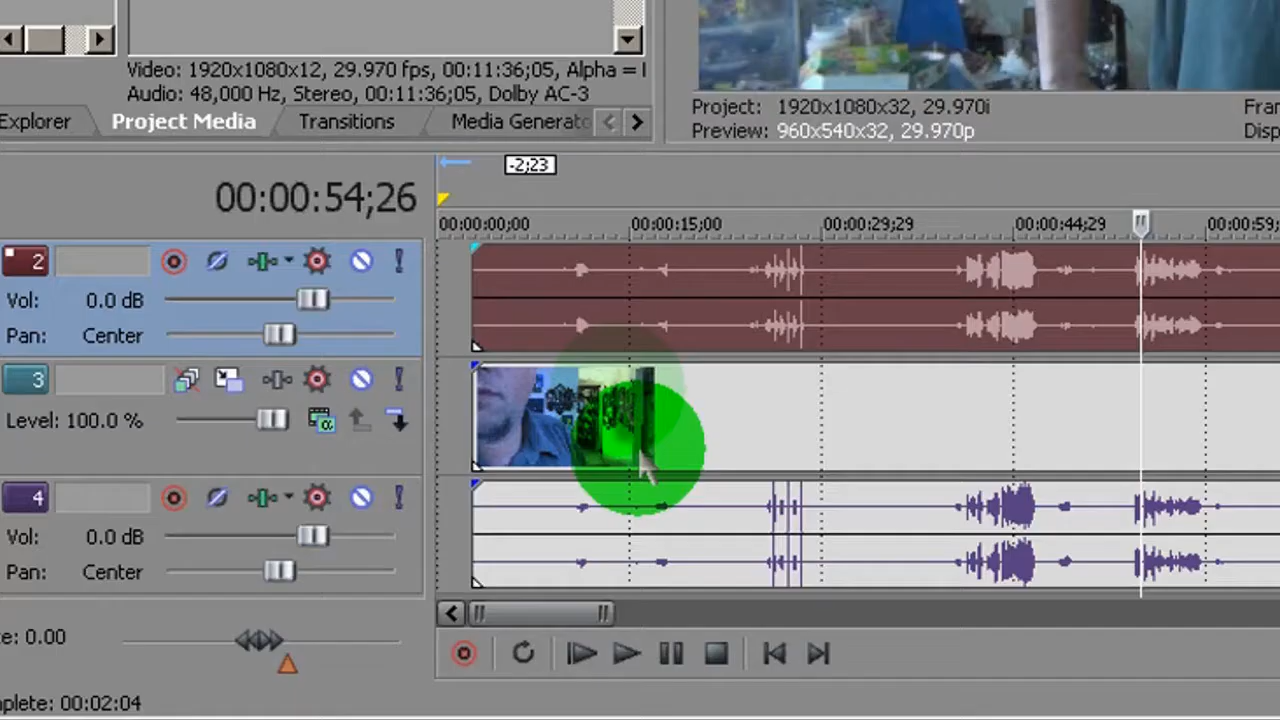 Video: 1920x1080x12, 29.970 fps, 00:11:36;05, Alpha =
Audio: 48,000 Hz, Stereo, 00:11:36;05, Dolby AC-3
Explorer Project Media Transitions Media Generato
Project: 1920x1080x32, 29.970i Fran
Preview: 960x540x32, 29.970p Disp
-2;23
00:00:54;26
00:00:00;00 00:00:15;00 00:00:29;29 00:00:44;29 00:00:59;
2
Vol: 0.0 dB
Pan: Center
3
Level: 100.0 %
4
Vol: 0.0 dB
Pan: Center
e: 0.00
nplete: 00:02:04